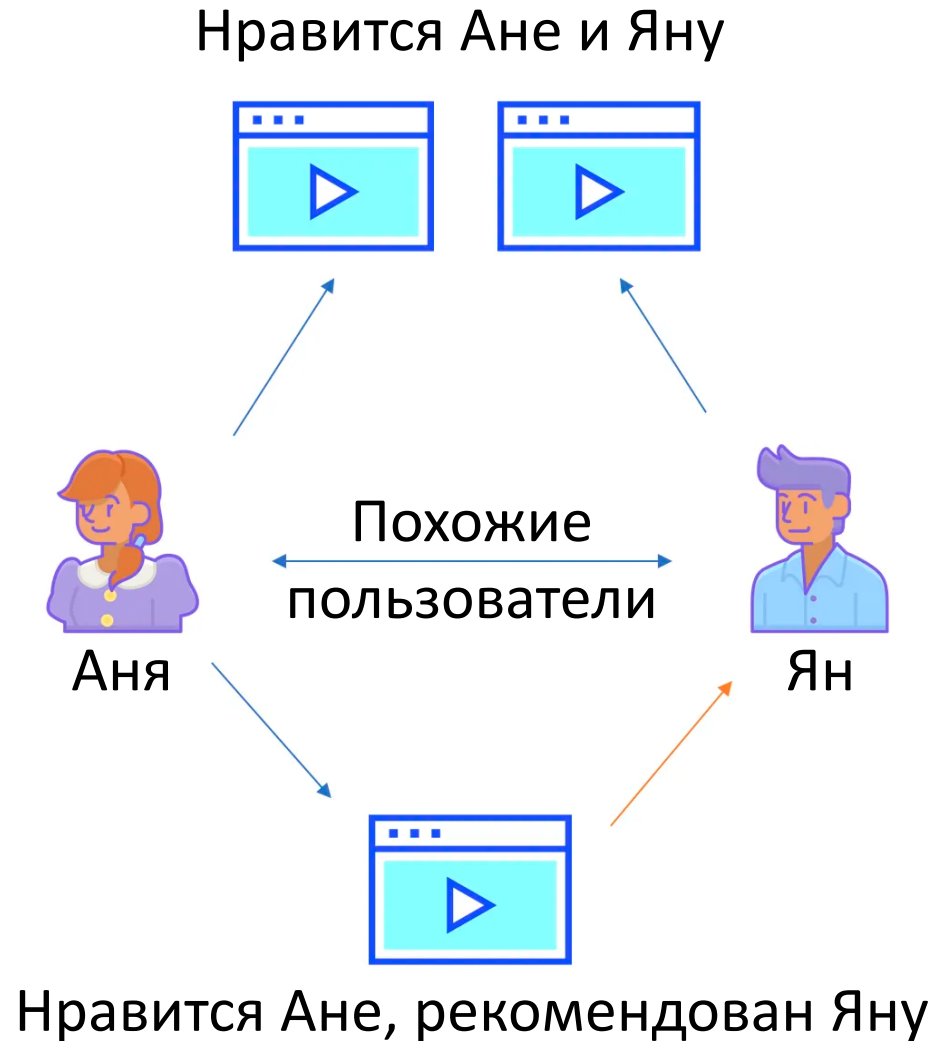 Нравится Ане и Яну
Похожие
пользователи
Аня
Ян
Нравится Ане, рекомендован Яну